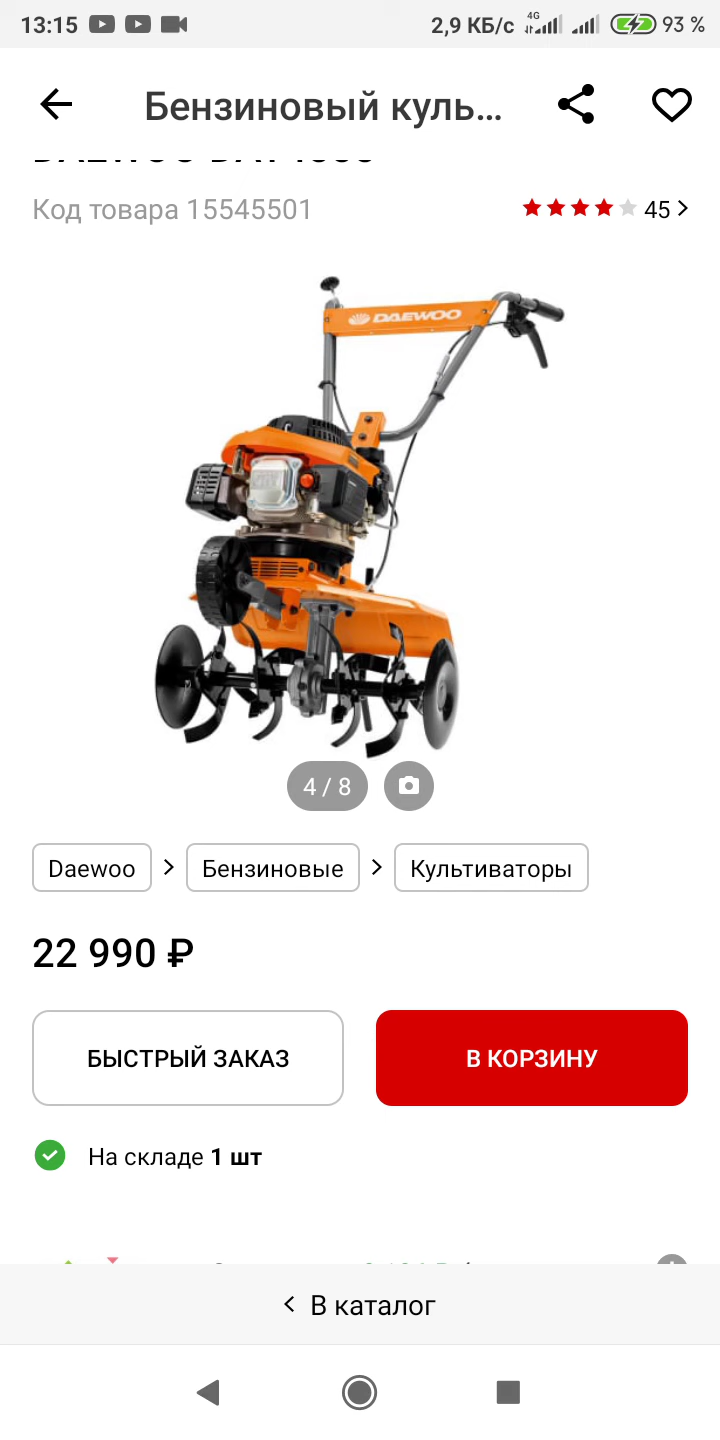 13:15
2,9 КБ/с 4G 93 %
Бензиновый куль...
Код товара 15545501
45
DAEWOO
4 / 8
Daewoo
Бензиновые
Культиваторы
22 990 ₽
БЫСТРЫЙ ЗАКАЗ
В КОРЗИНУ
На складе 1 шт
В каталог